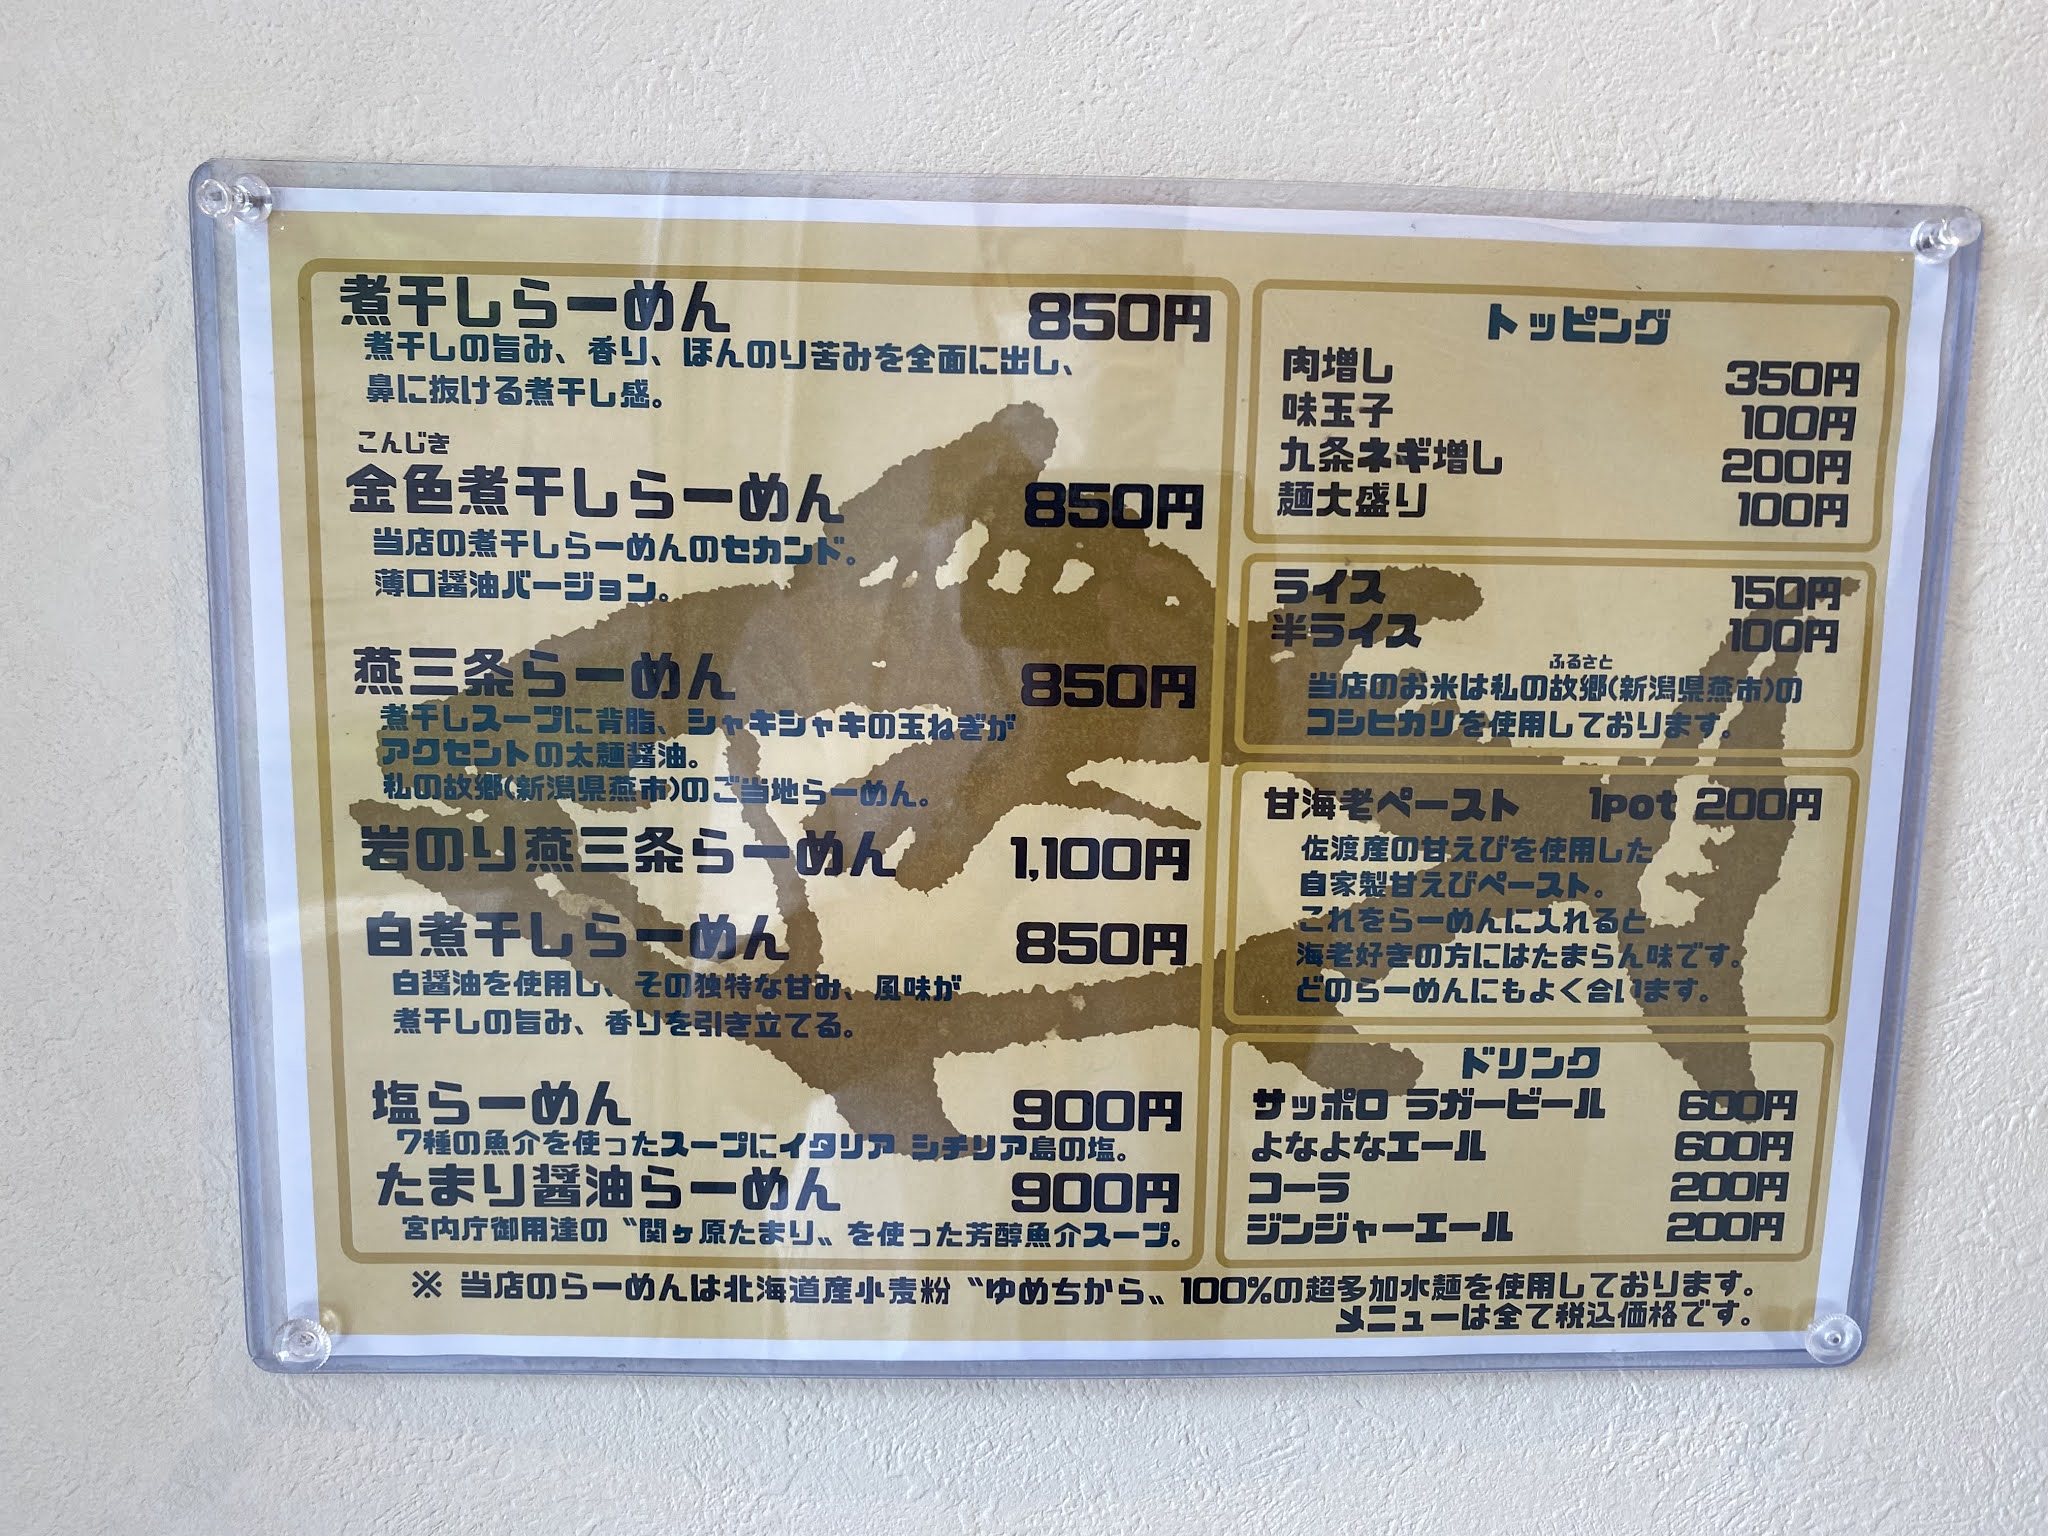 煮干しらーめん 850円
煮干しの旨み、香り、ほんのり苦みを全面に出し、
鼻に抜ける煮干し感。
こんじき
金色煮干しらーめん 850円
当店の煮干しらーめんのセカンド。
薄口醤油バージョン。
燕三条らーめん 850円
煮干しスープに背脂、シャキシャキの玉ねぎが
アクセントの太麺醤油。
私の故郷(新潟県燕市)のご当地らーめん。
岩のり燕三条らーめん 1,100円
白煮干しらーめん 850円
白醤油を使用し、その独特な甘み、風味が
煮干しの旨み、香りを引き立てる。
塩らーめん 900円
7種の魚介を使ったスープにイタリア シチリア島の塩。
たまり醤油らーめん 900円
宮内庁御用達の〝関ヶ原たまり〟を使った芳醇魚介スープ。
トッピング
肉増し 350円
味玉子 100円
九条ネギ増し 200円
麺大盛り 100円
ライス 150円
半ライス 100円
ふるさと
当店のお米は私の故郷(新潟県燕市)の
コシヒカリを使用しております。
甘海老ペースト 1pot 200円
佐渡産の甘えびを使用した
自家製甘えびペースト。
これをらーめんに入れると
海老好きの方にはたまらん味です。
どのらーめんにもよく合います。
ドリンク
サッポロ ラガービール 600円
よなよなエール 600円
コーラ 200円
ジンジャーエール 200円
※ 当店のらーめんは北海道産小麦粉〝ゆめちから〟100%の超多加水麺を使用しております。
メニューは全て税込価格です。